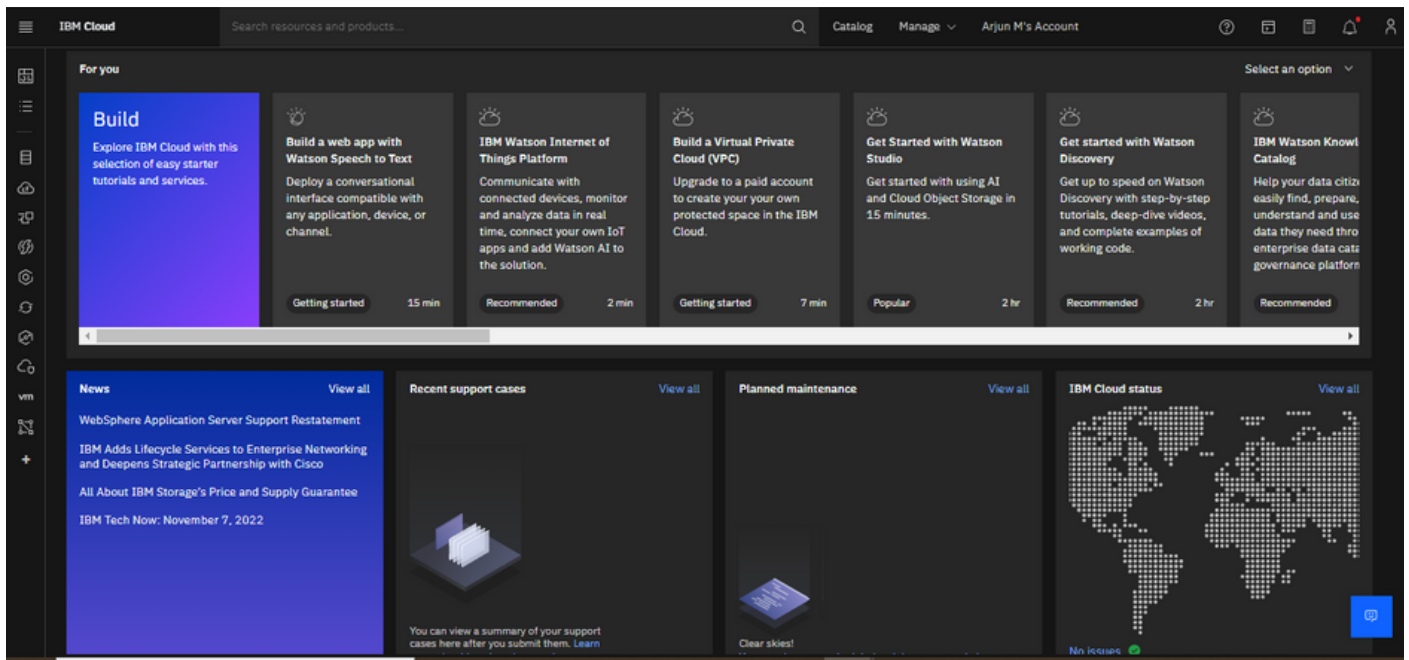 IBM Cloud
Search resources and products...
Catalog
Manage
Arjun M's Account
For you
Select an option
Build
Explore IBM Cloud with this
selection of easy starter
tutorials and services.
Build a web app with
Watson Speech to Text
Deploy a conversational
interface compatible with
any application, device, or
channel.
Getting started
15 min
IBM Watson Internet of
Things Platform
Communicate with
connected devices, monitor
and analyze data in real
time, connect your own IoT
apps and add Watson AI to
the solution.
Recommended
2 min
Build a Virtual Private
Cloud (VPC)
Upgrade to a paid account
to create your your own
protected space in the IBM
Cloud.
Getting started
7 min
Get Started with Watson
Studio
Get started with using AI
and Cloud Object Storage in
15 minutes.
Popular
2 hr
Get started with Watson
Discovery
Get up to speed on Watson
Discovery with step-by-step
tutorials, deep-dive videos,
and complete examples of
working code.
Recommended
2 hr
IBM Watson Knowl
Catalog
Help your data citize
easily find, prepare,
understand and use
data they need thro
enterprise data cata
governance platform
Recommended
vm
News
View all
WebSphere Application Server Support Restatement
IBM Adds Lifecycle Services to Enterprise Networking
and Deepens Strategic Partnership with Cisco
All About IBM Storage's Price and Supply Guarantee
IBM Tech Now: November 7, 2022
Recent support cases
View all
You can view a summary of your support
cases here after you submit them. Learn
Planned maintenance
View all
Clear skies!
IBM Cloud status
View all
No issues